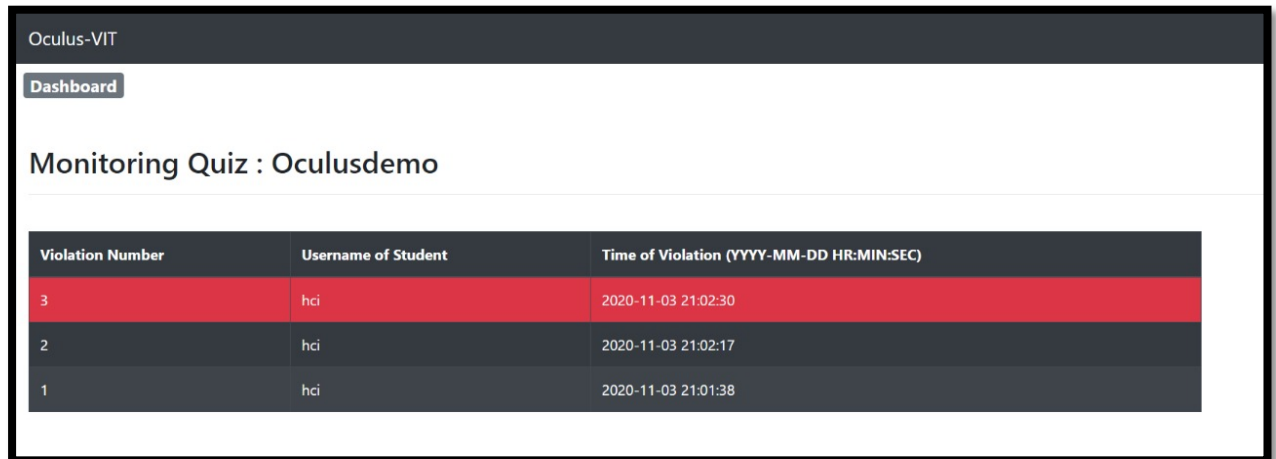 Oculus-VIT
Dashboard
Monitoring Quiz : Oculusdemo
Violation Number Username of Student Time of Violation (YYYY-MM-DD HR:MIN:SEC)
3 hci 2020-11-03 21:02:30
2 hci 2020-11-03 21:02:17
1 hci 2020-11-03 21:01:38